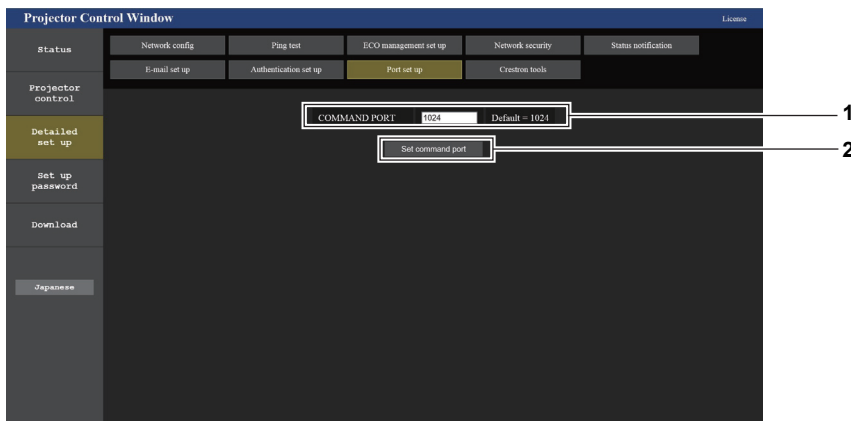 Projector Control Window License
Status
Network config Ping test ECO management set up Network security Status notification
E-mail set up Authentication set up Port set up Crestron tools
Projector
control
COMMAND PORT 1024 Default = 1024 1
Detailed
set up
Set command port 2
Set up
password
Download
Japanese